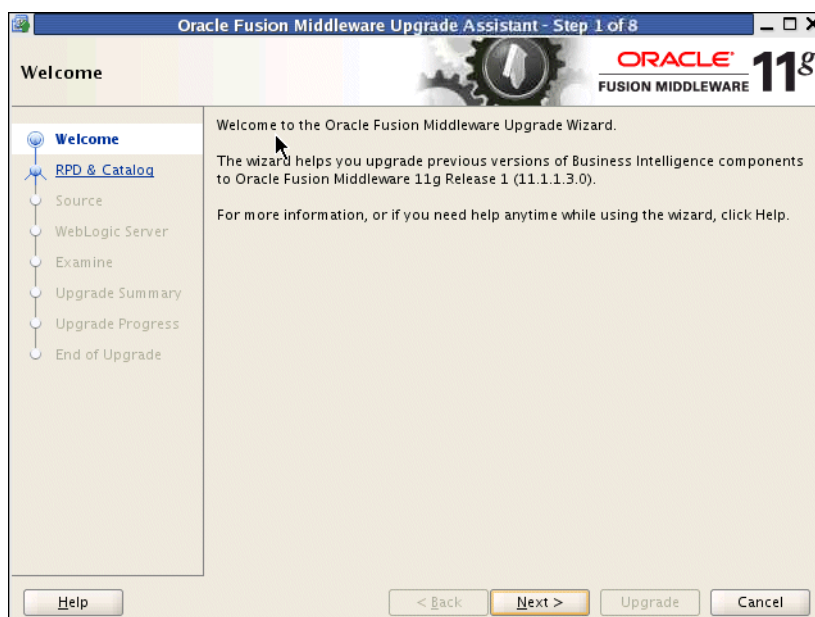 Oracle Fusion Middleware Upgrade Assistant - Step 1 of 8
Welcome
ORACLE
FUSION MIDDLEWARE 11g
Welcome
RPD & Catalog
Source
WebLogic Server
Examine
Upgrade Summary
Upgrade Progress
End of Upgrade
Welcome to the Oracle Fusion Middleware Upgrade Wizard.
The wizard helps you upgrade previous versions of Business Intelligence components
to Oracle Fusion Middleware 11g Release 1 (11.1.1.3.0).
For more information, or if you need help anytime while using the wizard, click Help.
Help
< Back
Next >
Upgrade
Cancel